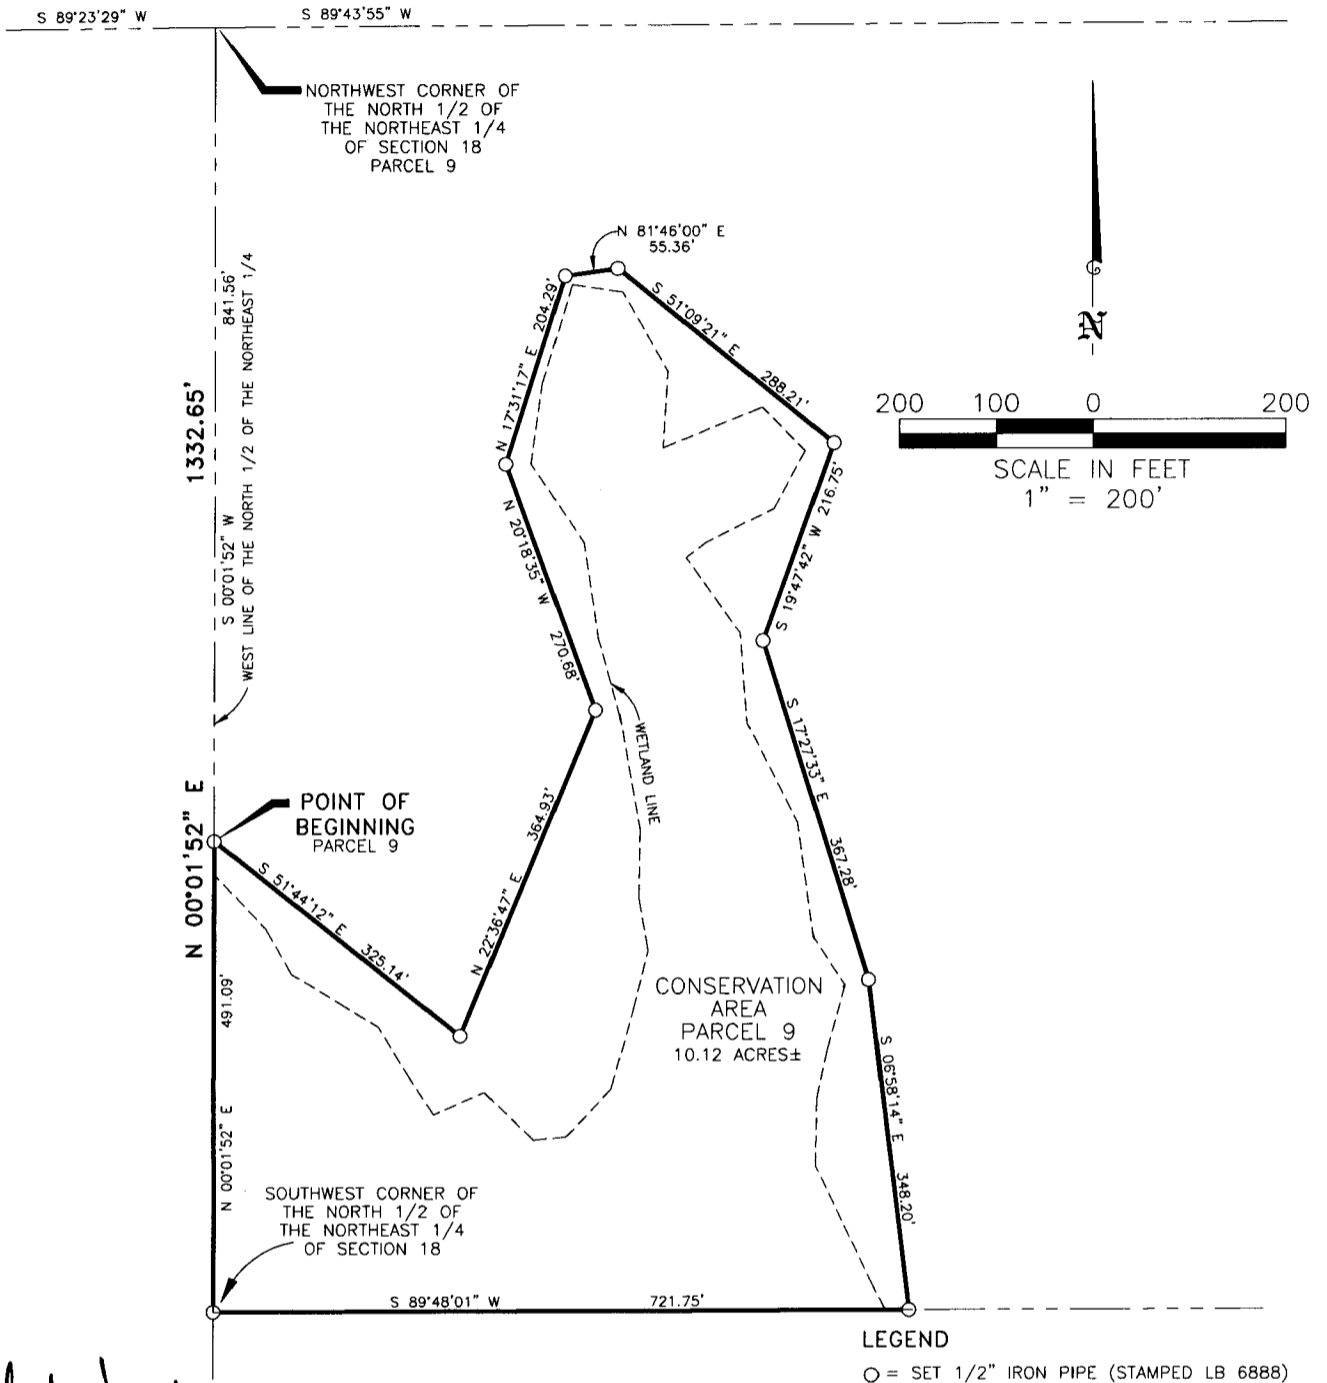 S 89°23'29" W
S 89°43'55" W
NORTHWEST CORNER OF
THE NORTH 1/2 OF
THE NORTHEAST 1/4
OF SECTION 18
PARCEL 9
N 81°46'00" E
55.36'
841.56'
S 00°01'52" W
WEST LINE OF THE NORTH 1/2 OF THE NORTHEAST 1/4
N 00°01'52" E
1332.65'
N 17°31'17" E 204.29'
S 51°09'21" E 288.21'
200 100 0 200
SCALE IN FEET
1" = 200'
N
N 20°18'35" W 270.68'
S 19°47'42" W 216.75'
WETLAND LINE
S 17°27'33" E 367.28'
POINT OF
BEGINNING
PARCEL 9
S 51°44'12" E 325.14'
N 22°36'47" E 364.93'
CONSERVATION
AREA
PARCEL 9
10.12 ACRES±
N 00°01'52" E 491.09'
S 06°58'14" E 348.20'
SOUTHWEST CORNER OF
THE NORTH 1/2 OF
THE NORTHEAST 1/4
OF SECTION 18
S 89°48'01" W 721.75'
LEGEND
O = SET 1/2" IRON PIPE (STAMPED LB 6888)